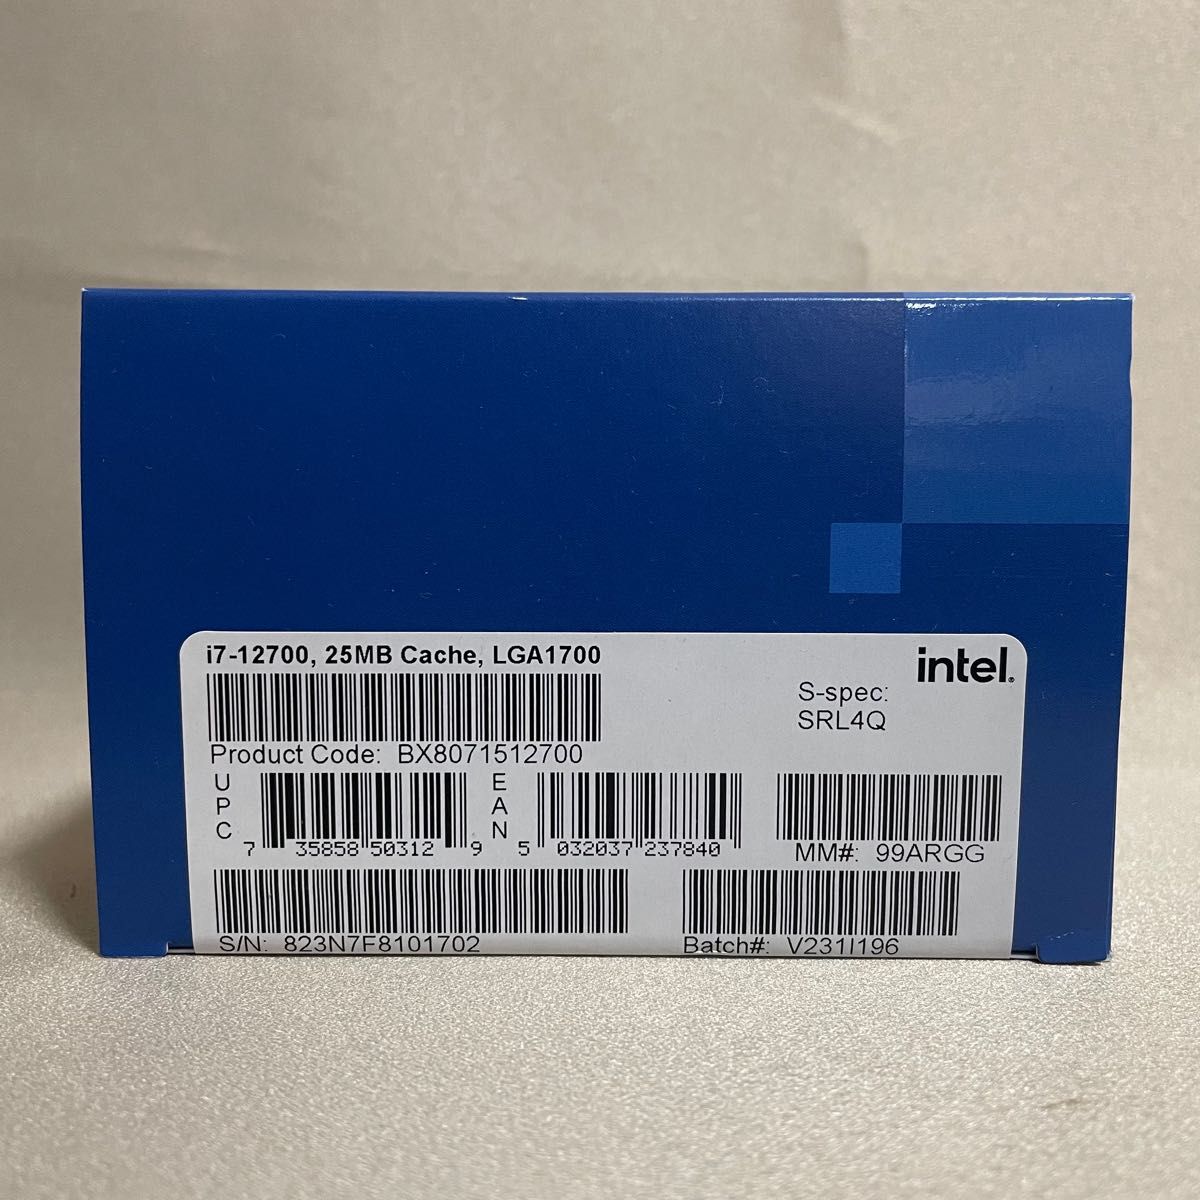 i7-12700, 25MB Cache, LGA1700
intel.
S-spec:
SRL4Q
Product Code: BX8071512700
UPC
7 35858 50312 9
EAN
5 032037 237840
MM#: 99ARGG
S/N: 823N7F8101702
Batch#: V231I196